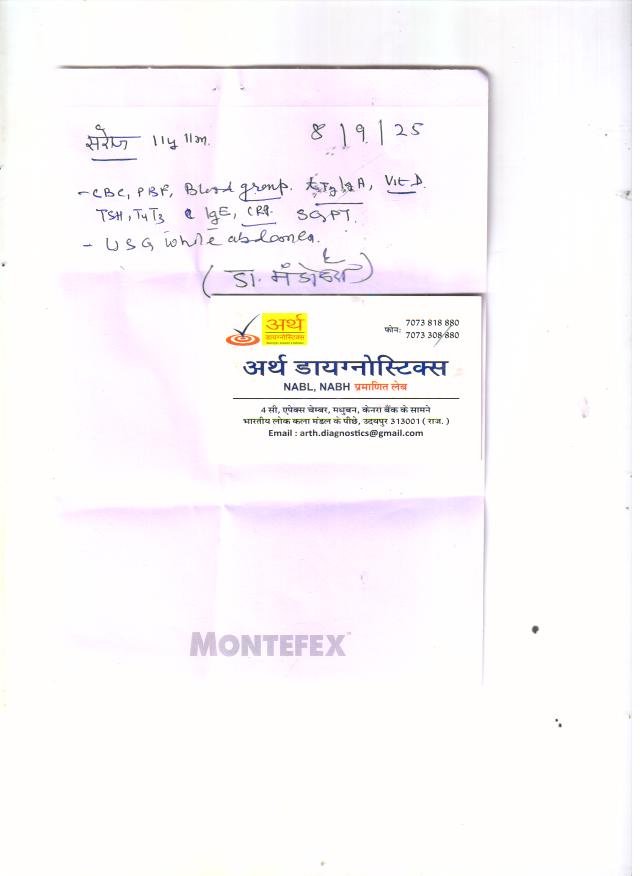 सरोज 11y 11m.
8 | 9 | 25
- CBC, PBF, Blood group. tTg IgA, Vit D.
TSH, T4 T3 IgE, CRP. SGPT.
- USG whole abdomen.
(डा.
अर्थ
डायग्नोस्टिक्स
फोन: 7073 818 880
7073 308 880
अर्थ डायग्नोस्टिक्स
NABL, NABH प्रमाणित लेब
4 सी, एपेक्स चेम्बर, मधुबन, केनरा बैंक के सामने
भारतीय लोक कला मंडल के पीछे, उदयपुर 313001 ( राज. )
Email : arth.diagnostics@gmail.com
MONTEFEX